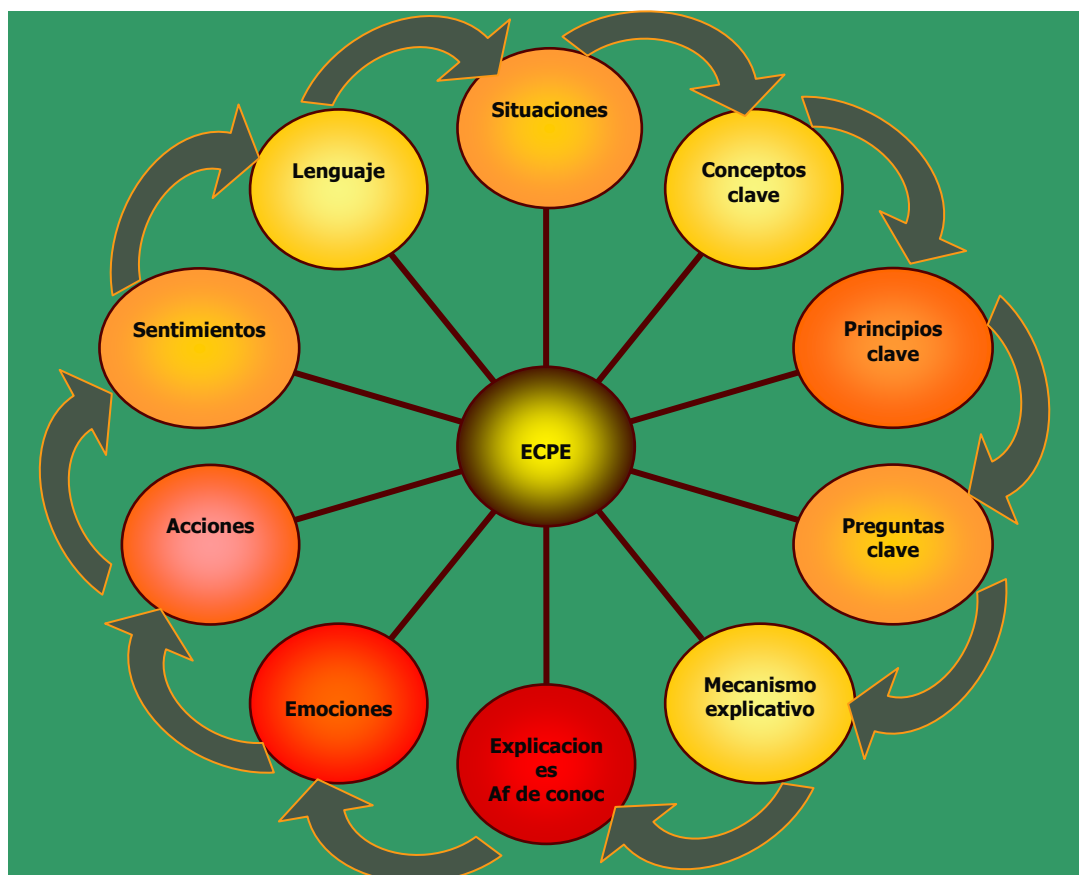 Situaciones
Conceptos
clave
Principios
clave
Preguntas
clave
Mecanismo
explicativo
Explicacion
es
Af de conoc
Emociones
Acciones
Sentimientos
Lenguaje
ECPE